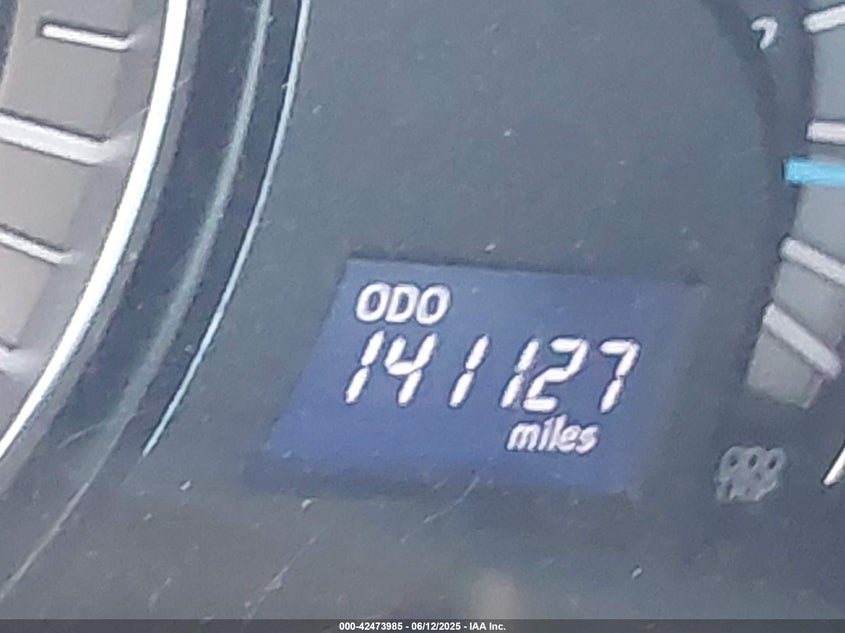 ODO
141127
miles
000-42473985 - 06/12/2025 - IAA Inc.